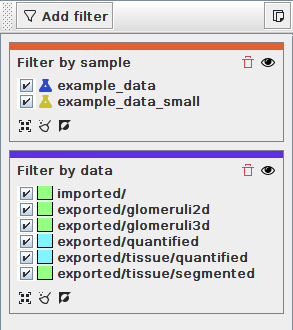 Add filter
Filter by sample
example_data
example_data_small
Filter by data
imported/
exported/glomeruli2d
exported/glomeruli3d
exported/quantified
exported/tissue/quantified
exported/tissue/segmented